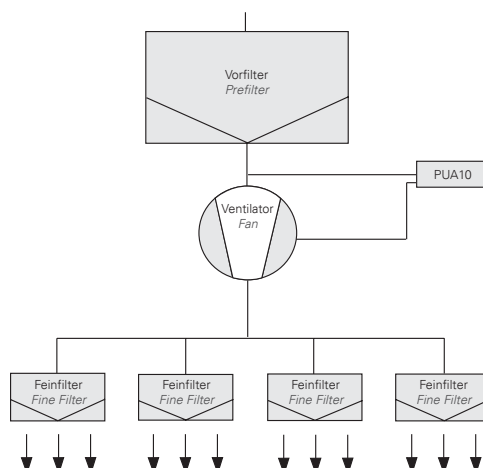 Vorfilter
Prefilter
PUA10
Ventilator
Fan
Feinfilter
Fine Filter
Feinfilter
Fine Filter
Feinfilter
Fine Filter
Feinfilter
Fine Filter